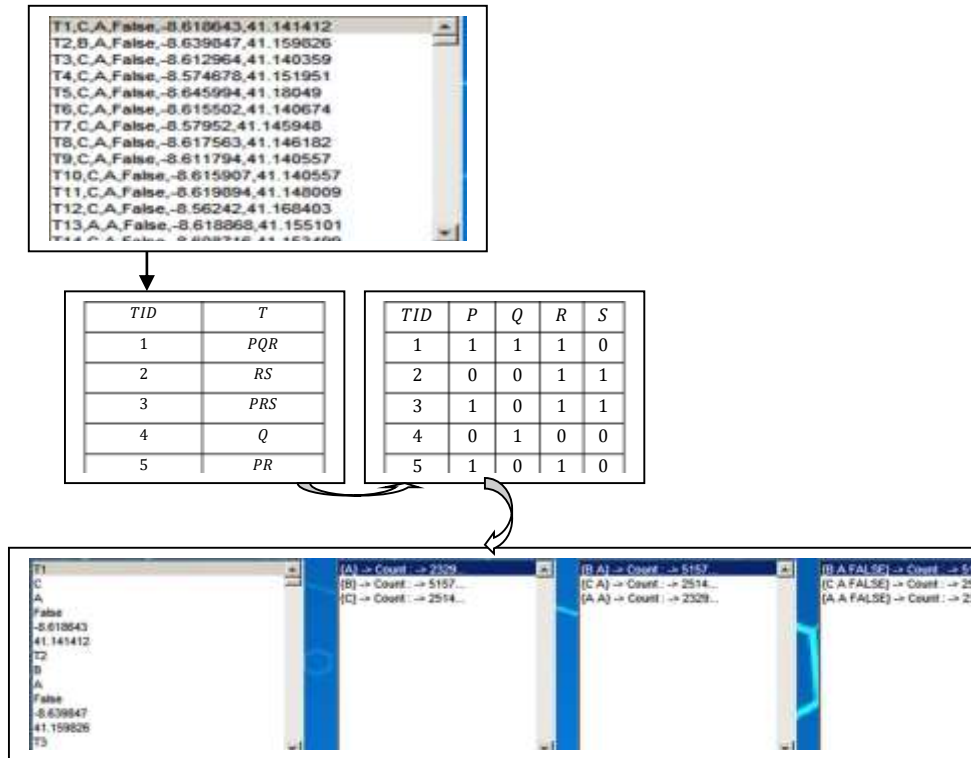 T1,C,A,False,-8.618643,41.141412
T2,B,A,False,-8.639847,41.159826
T3,C,A,False,-8.612964,41.140359
T4,C,A,False,-8.574678,41.151951
T5,C,A,False,-8.645994,41.18049
T6,C,A,False,-8.615502,41.140674
T7,C,A,False,-8.57952,41.145948
T8,C,A,False,-8.617563,41.146182
T9,C,A,False,-8.611794,41.140557
T10,C,A,False,-8.615907,41.140557
T11,C,A,False,-8.619894,41.148009
T12,C,A,False,-8.56242,41.168403
T13,A,A,False,-8.618868,41.155101
TID T
1 PQR
2 RS
3 PRS
4 Q
5 PR
TID P Q R S
1 1 1 1 0
2 0 0 1 1
3 1 0 1 1
4 0 1 0 0
5 1 0 1 0
T1
C
A
False
-8.618643
41.141412
T2
B
A
False
-8.639847
41.159826
T3
{A} -> Count : -> 2329...
{B} -> Count : -> 5157...
{C} -> Count : -> 2514...
{B A} -> Count : -> 5157...
{C A} -> Count : -> 2514...
{A A} -> Count : -> 2329...
{B A FALSE} -> Count : -> 5
{C A FALSE} -> Count : -> 2
{A A FALSE} -> Count : -> 2